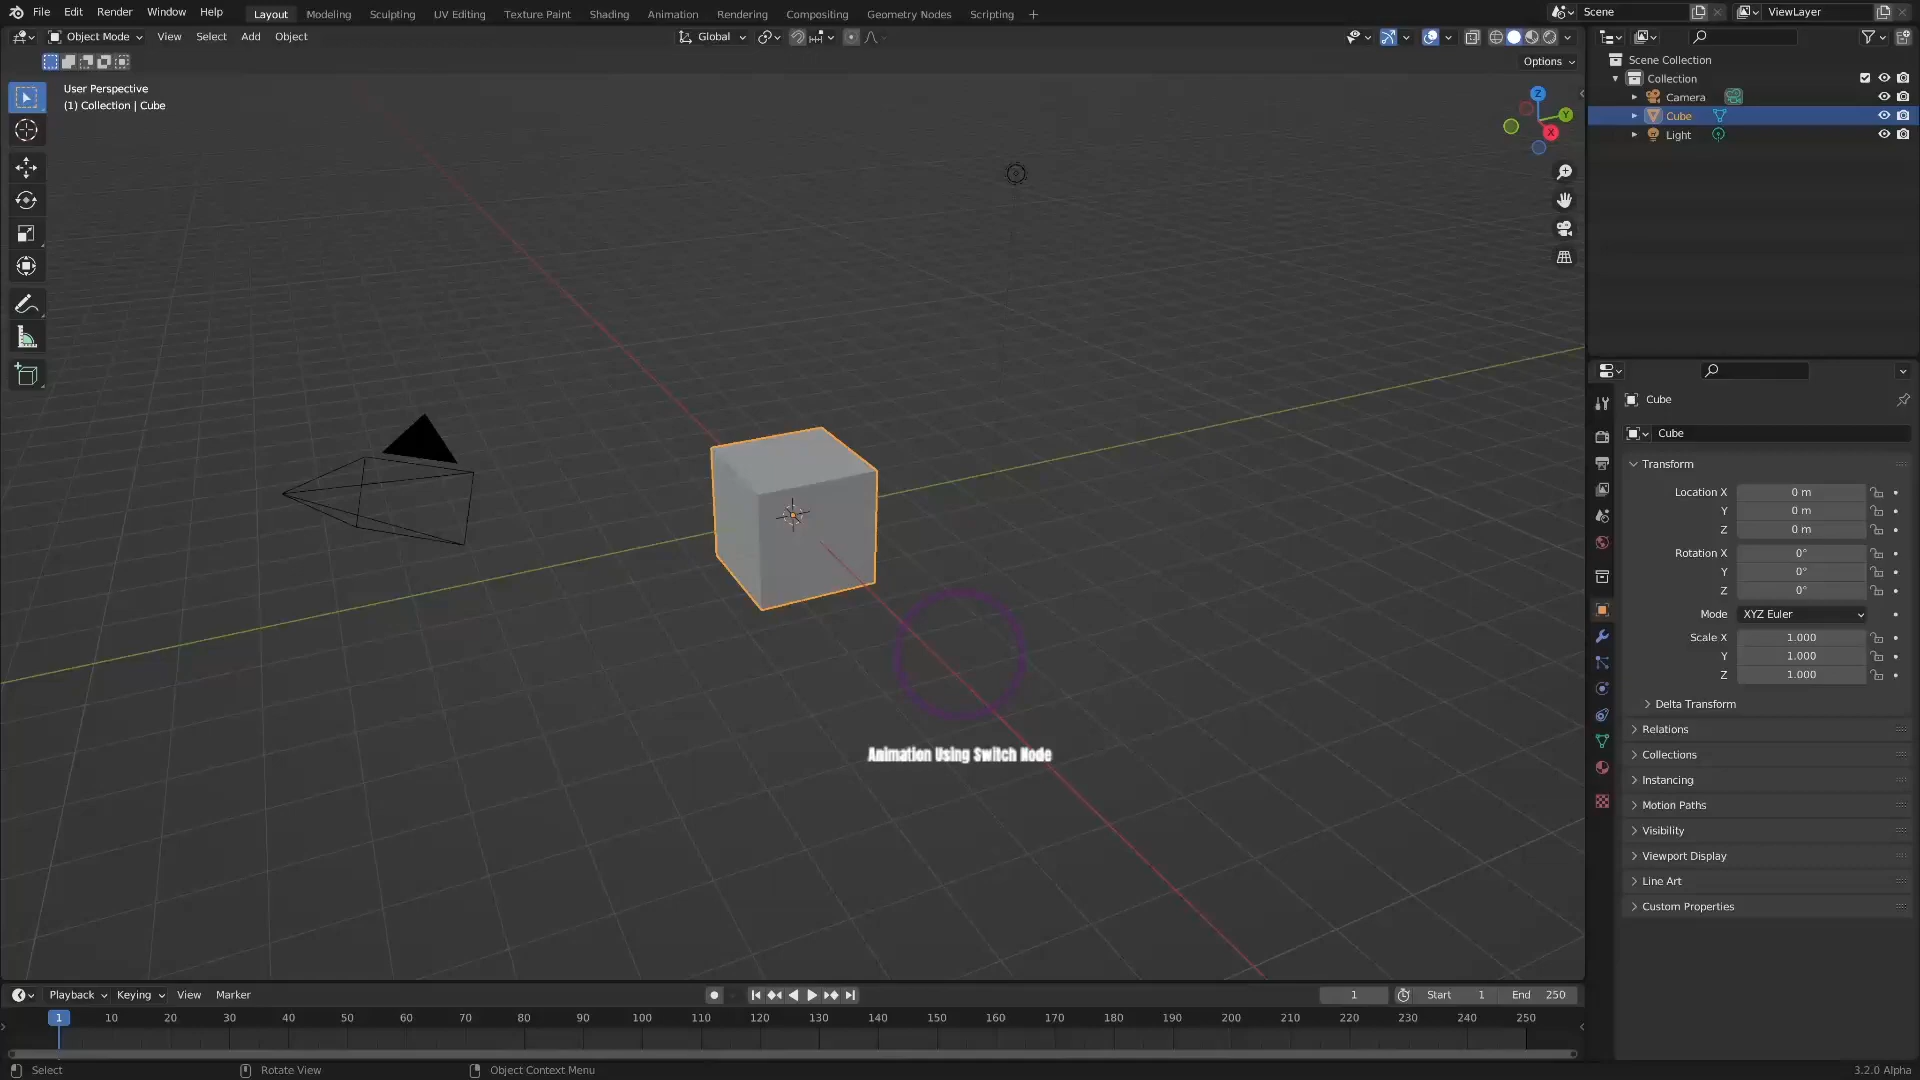 File Edit Render Window Help Layout Modeling Sculpting UV Editing Texture Paint Shading Animation Rendering Compositing Geometry Nodes Scripting + Scene ViewLayer
Object Mode View Select Add Object Global
Options
User Perspective
(1) Collection | Cube
Z
Y
X
Animation Using Switch Node
Scene Collection
Collection
Camera
Cube
Light
Cube
Cube
Transform
Location X 0 m
Y 0 m
Z 0 m
Rotation X 0°
Y 0°
Z 0°
Mode XYZ Euler
Scale X 1.000
Y 1.000
Z 1.000
Delta Transform
Relations
Collections
Instancing
Motion Paths
Visibility
Viewport Display
Line Art
Custom Properties
Playback Keying View Marker 1 Start 1 End 250
1 10 20 30 40 50 60 70 80 90 100 110 120 130 140 150 160 170 180 190 200 210 220 230 240 250
Select Rotate View Object Context Menu 3.2.0 Alpha